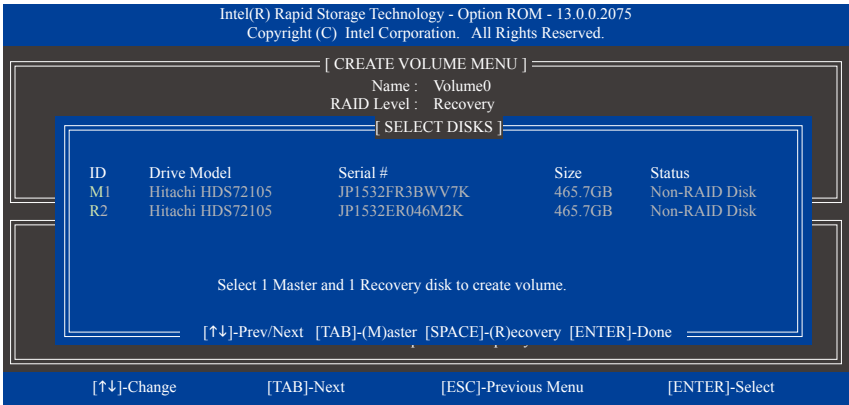 Intel(R) Rapid Storage Technology - Option ROM - 13.0.0.2075
Copyright (C) Intel Corporation. All Rights Reserved.
[ CREATE VOLUME MENU ]
Name : Volume0
RAID Level : Recovery
[ SELECT DISKS ]
ID Drive Model Serial # Size Status
M1 Hitachi HDS72105 JP1532FR3BWV7K 465.7GB Non-RAID Disk
R2 Hitachi HDS72105 JP1532ER046M2K 465.7GB Non-RAID Disk
Select 1 Master and 1 Recovery disk to create volume.
[↑↓]-Prev/Next [TAB]-(M)aster [SPACE]-(R)ecovery [ENTER]-Done
[↑↓]-Change [TAB]-Next [ESC]-Previous Menu [ENTER]-Select